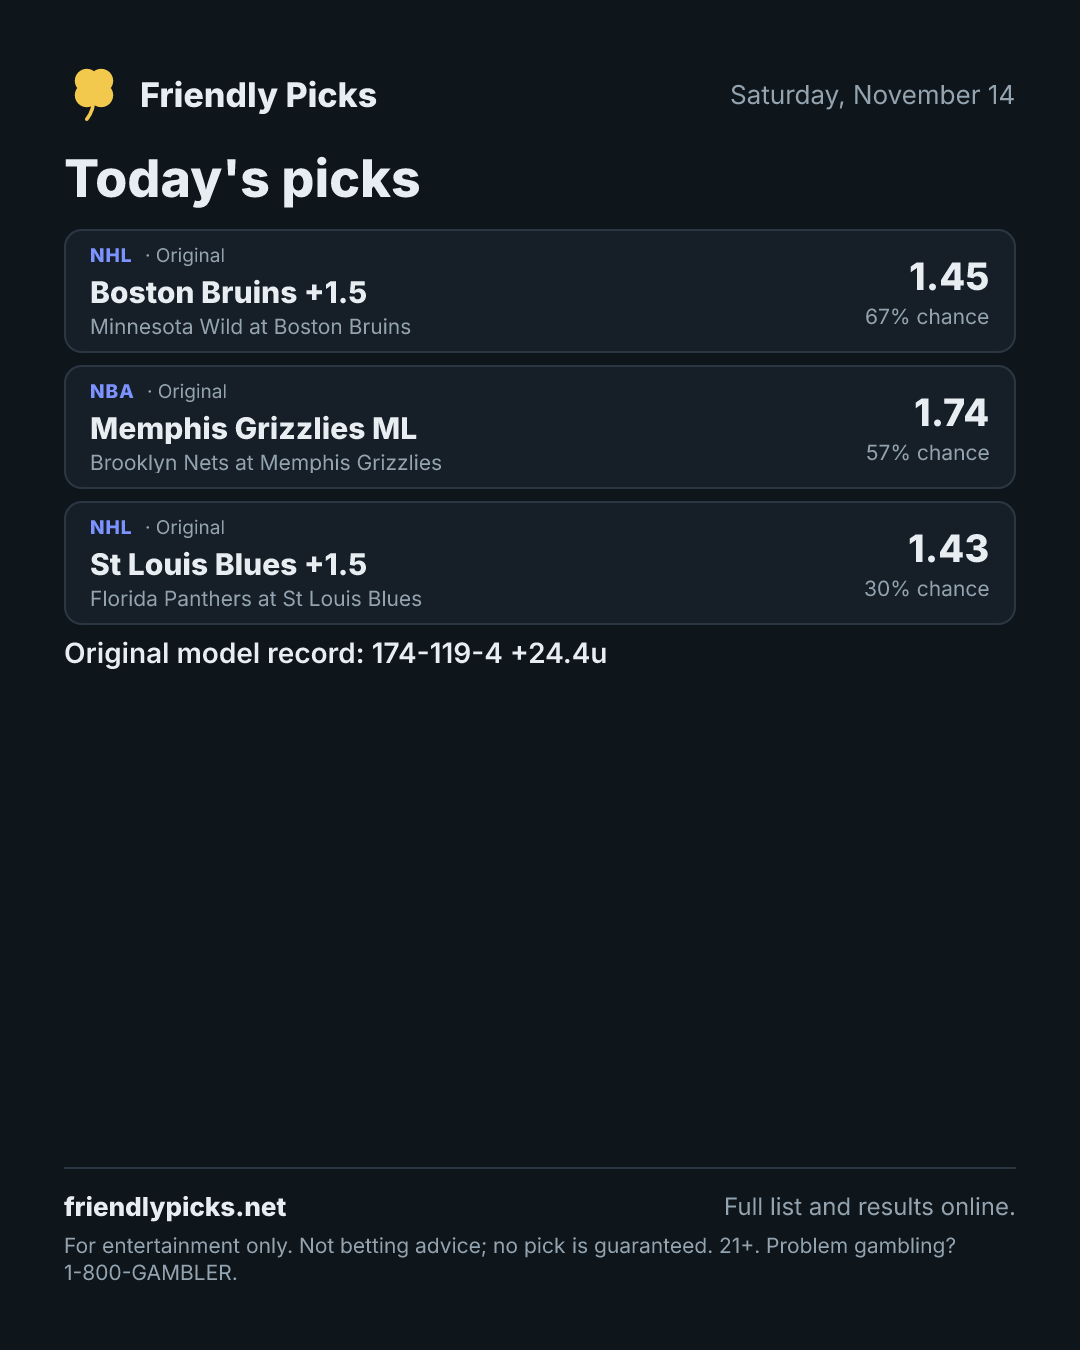 Friendly Picks
Saturday, November 14
Today's picks
NHL · Original
Boston Bruins +1.5
Minnesota Wild at Boston Bruins
1.45
67% chance
NBA · Original
Memphis Grizzlies ML
Brooklyn Nets at Memphis Grizzlies
1.74
57% chance
NHL · Original
St Louis Blues +1.5
Florida Panthers at St Louis Blues
1.43
30% chance
Original model record: 174-119-4 +24.4u
friendlypicks.net
Full list and results online.
For entertainment only. Not betting advice; no pick is guaranteed. 21+. Problem gambling?
1-800-GAMBLER.